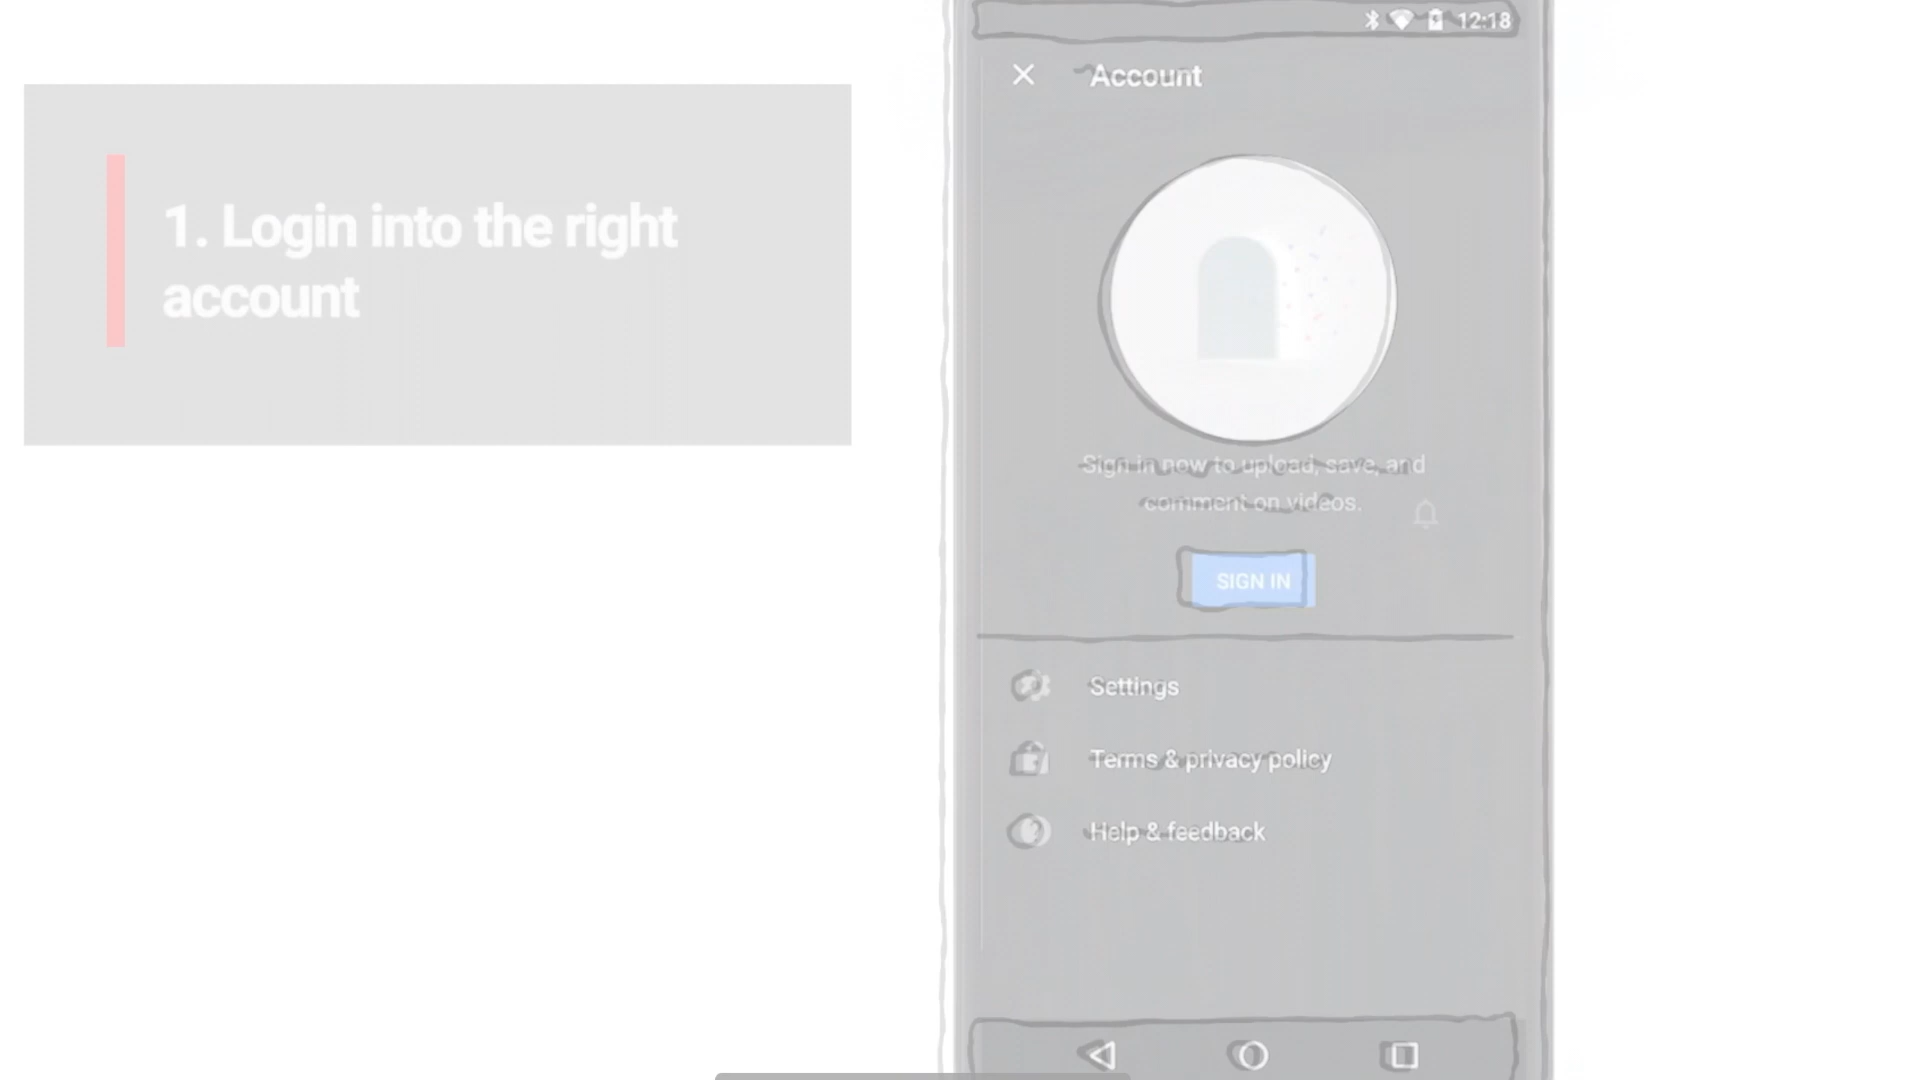 1. Login into the right
account
12:18
Account
Sign in now to upload, save, and
comment on videos.
SIGN IN
Settings
Terms & privacy policy
Help & feedback